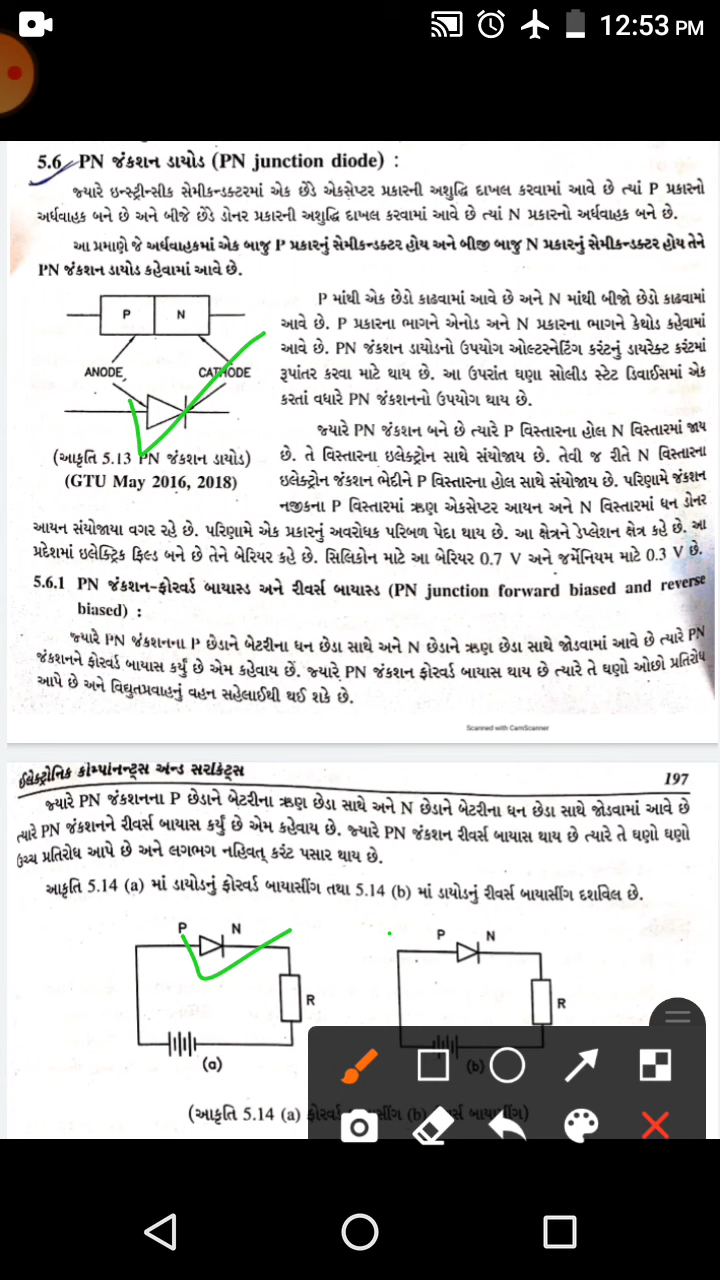 12:53 PM
5.6 PN જંકશન ડાયોડ (PN junction diode) :
જ્યારે ઇન્સ્ટ્રીન્સીક સેમીકન્ડક્ટરમાં એક છેડે એકસેપ્ટર પ્રકારની અશુદ્ધિ દાખલ કરવામાં આવે છે ત્યાં P પ્રકારનો
અર્ધવાહક બને છે અને બીજે છેડે ડોનર પ્રકારની અશુદ્ધિ દાખલ કરવામાં આવે છે ત્યાં N પ્રકારનો અર્ધવાહક બને છે.
આ પ્રમાણે જે અર્ધવાહકમાં એક બાજુ P પ્રકારનું સેમીકન્ડક્ટર હોય અને બીજી બાજુ N પ્રકારનું સેમીકન્ડક્ટર હોય તેને
PN જંકશન ડાયોડ કહેવામાં આવે છે.
P N
ANODE CATHODE
(આકૃતિ 5.13 PN જંકશન ડાયોડ)
(GTU May 2016, 2018)
P માંથી એક છેડો કાઢવામાં આવે છે અને N માંથી બીજો છેડો કાઢવામાં
આવે છે. P પ્રકારના ભાગને એનોડ અને N પ્રકારના ભાગને કેથોડ કહેવામાં
આવે છે. PN જંકશન ડાયોડનો ઉપયોગ ઓલ્ટરનેટિંગ કરંટનું ડાયરેક્ટ કરંટમાં
રૂપાંતર કરવા માટે થાય છે. આ ઉપરાંત ઘણા સોલીડ સ્ટેટ ડિવાઈસમાં એક
કરતાં વધારે PN જંકશનનો ઉપયોગ થાય છે.
જ્યારે PN જંકશન બને છે ત્યારે P વિસ્તારના હોલ N વિસ્તારમાં જાય
છે. તે વિસ્તારના ઇલેક્ટ્રોન સાથે સંયોજાય છે. તેવી જ રીતે N વિસ્તારના
ઇલેક્ટ્રોન જંકશન ભેદીને P વિસ્તારના હોલ સાથે સંયોજાય છે. પરિણામે જંકશન
નજીકના P વિસ્તારમાં ઋણ એકસેપ્ટર આયન અને N વિસ્તારમાં ધન ડોનર
આયન સંયોજાયા વગર રહે છે. પરિણામે એક પ્રકારનું અવરોધક પરિબળ પેદા થાય છે. આ ક્ષેત્રને ડેપ્લેશન ક્ષેત્ર કહે છે. આ
પ્રદેશમાં ઇલેક્ટ્રિક ફિલ્ડ બને છે તેને બેરિયર કહે છે. સિલિકોન માટે આ બેરિયર 0.7 V અને જર્મેનિયમ માટે 0.3 V છે.
5.6.1 PN જંકશન-ફોરવર્ડ બાયાસ્ડ અને રીવર્સ બાયાસ્ડ (PN junction forward biased and reverse
biased) :
જ્યારે PN જંકશનના P છેડાને બેટરીના ધન છેડા સાથે અને N છેડાને ઋણ છેડા સાથે જોડવામાં આવે છે ત્યારે PN
જંકશનને ફોરવર્ડ બાયાસ કર્યું છે એમ કહેવાય છે. જ્યારે PN જંકશન ફોરવર્ડ બાયાસ થાય છે ત્યારે તે ઘણો ઓછો પ્રતિરોધ
આપે છે અને વિદ્યુતપ્રવાહનું વહન સહેલાઈથી થઈ શકે છે.
Scanned with CamScanner
ઇલેક્ટ્રોનિક કોમ્પોનન્ટ્સ અન્ડ સરકિટ્સ 197
જ્યારે PN જંકશનના P છેડાને બેટરીના ઋણ છેડા સાથે અને N છેડાને બેટરીના ધન છેડા સાથે જોડવામાં આવે છે
ત્યારે PN જંકશનને રીવર્સ બાયાસ કર્યું છે એમ કહેવાય છે. જ્યારે PN જંકશન રીવર્સ બાયાસ થાય છે ત્યારે તે ઘણો ઘણો
ઉચ્ચ પ્રતિરોધ આપે છે અને લગભગ નહિવત્ કરંટ પસાર થાય છે.
આકૃતિ 5.14 (a) માં ડાયોડનું ફોરવર્ડ બાયાસીંગ તથા 5.14 (b) માં ડાયોડનું રીવર્સ બાયાસીંગ દર્શાવેલ છે.
P N P N
R R
(a) (b)
(આકૃતિ 5.14 (a) ફોરવર્ડ (b)